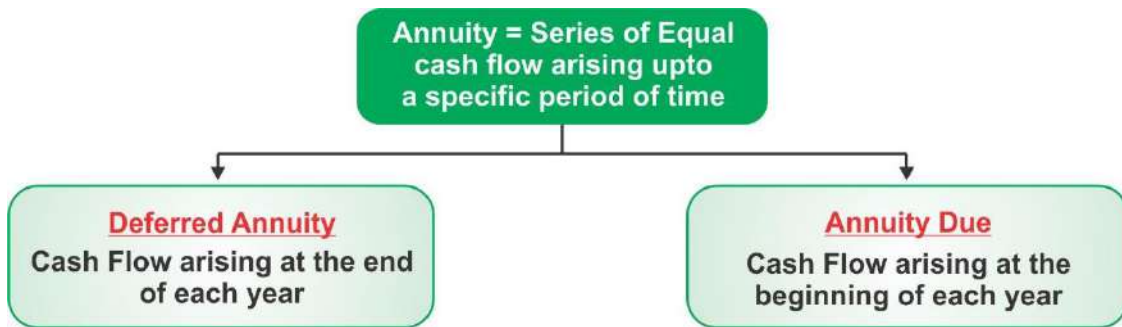 Annuity = Series of Equal
cash flow arising upto
a specific period of time
Deferred Annuity
Cash Flow arising at the end
of each year
Annuity Due
Cash Flow arising at the
beginning of each year